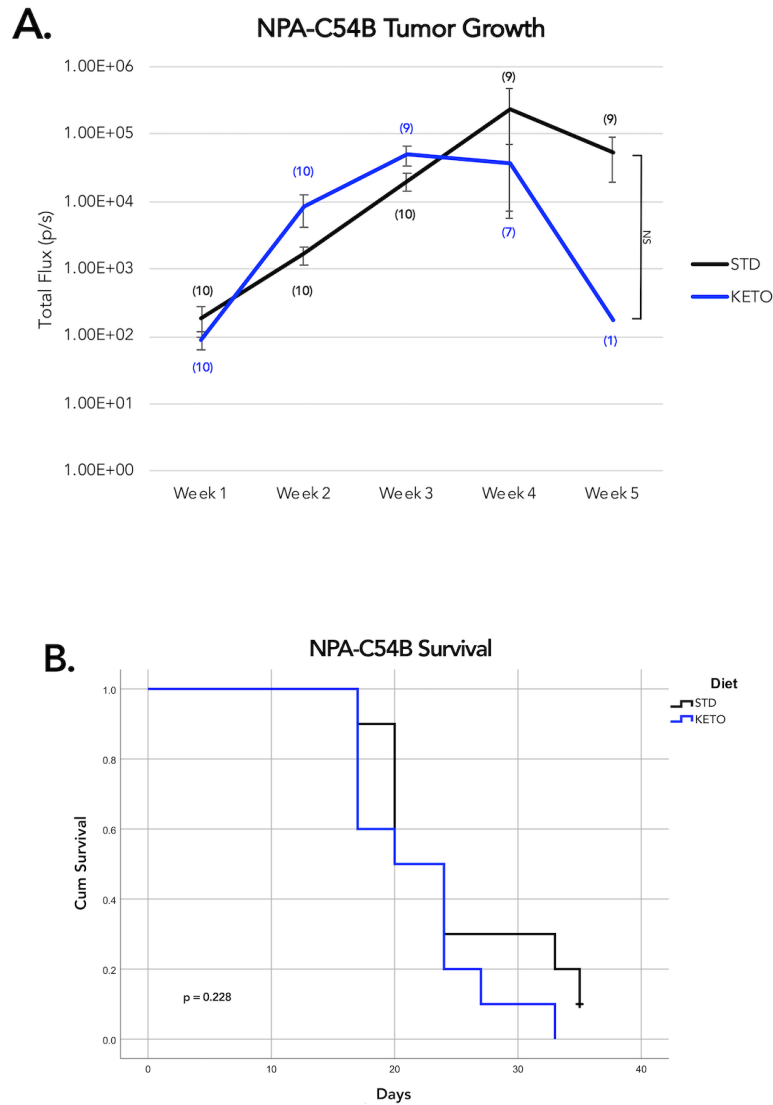 A.
NPA-C54B Tumor Growth
1.00E+06
1.00E+05
1.00E+04
1.00E+03
1.00E+02
1.00E+01
1.00E+00
Total Flux (p/s)
(9)
(9)
(9)
(10)
(10)
(10)
(10)
(7)
(10)
(1)
(10)
NS
STD
KETO
Week 1
Week 2
Week 3
Week 4
Week 5
B.
NPA-C54B Survival
Diet
STD
KETO
1.0
0.8
0.6
0.4
0.2
0.0
Cum Survival
p = 0.228
0
10
20
30
40
Days